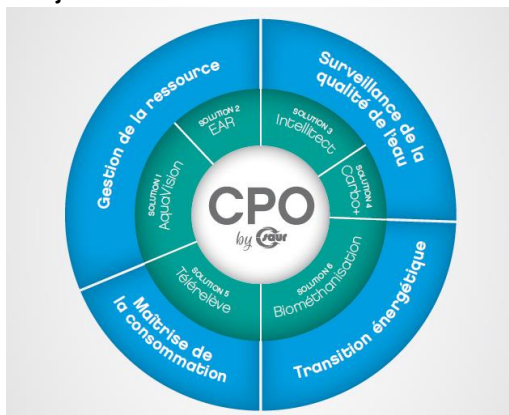 Gestion de la ressource
Surveillance de la
qualité de l'eau
SOLUTION 1
AquaVision
SOLUTION 2
EAR
SOLUTION 3
Intellitect
SOLUTION 4
Carbo+
CPO
by saur
SOLUTION 5
Télérelève
SOLUTION 6
Biométhanisation
Maîtrise de
la consommation
Transition énergétique